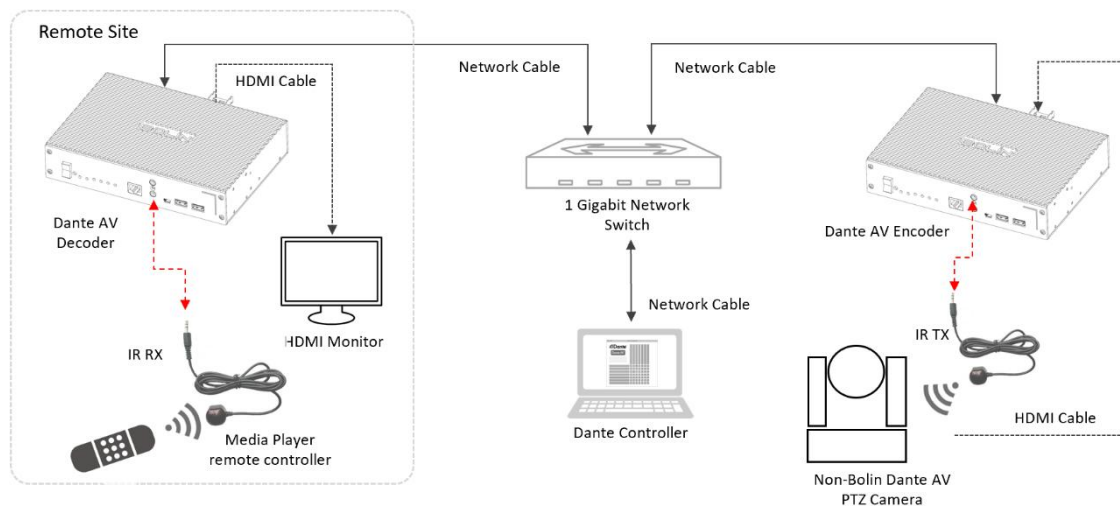 Remote Site
HDMI Cable
Network Cable
Network Cable
Dante AV
Decoder
1 Gigabit Network
Switch
Dante AV Encoder
Network Cable
IR RX
HDMI Monitor
IR TX
Media Player
remote controller
Dante Controller
HDMI Cable
Non-Bolin Dante AV
PTZ Camera